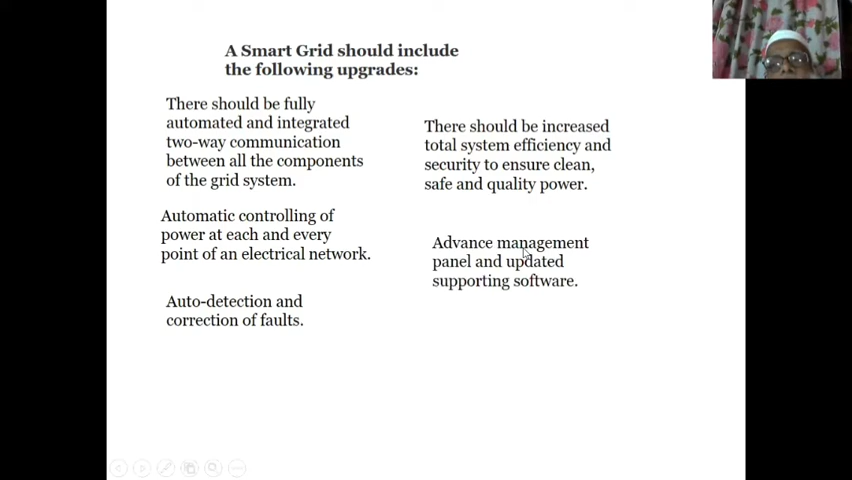 A Smart Grid should include
the following upgrades:
There should be fully
automated and integrated
two-way communication
between all the components
of the grid system.
Automatic controlling of
power at each and every
point of an electrical network.
Auto-detection and
correction of faults.
There should be increased
total system efficiency and
security to ensure clean,
safe and quality power.
Advance management
panel and updated
supporting software.